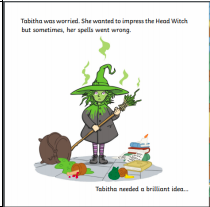 Tabitha was worried. She wanted to impress the Head Witch
but sometimes, her spells went wrong.
Tabitha needed a brilliant idea...